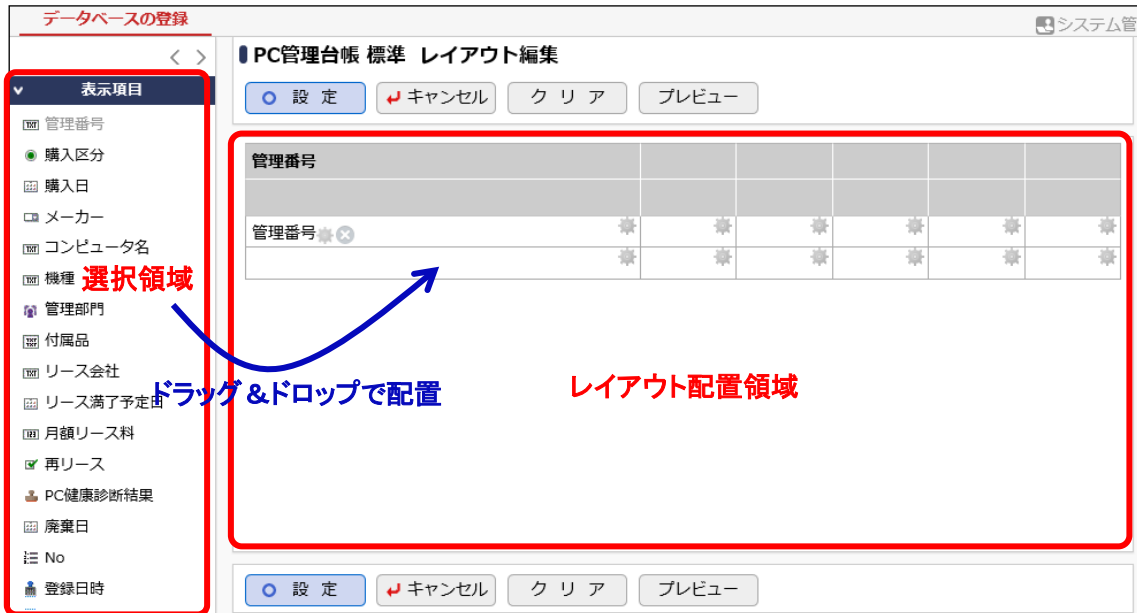 データベースの登録
システム管
PC管理台帳 標準 レイアウト編集
設 定 キャンセル ク リ ア プレビュー
表示項目
管理番号
購入区分
購入日
メーカー
コンピュータ名
機種
管理部門
付属品
リース会社
リース満了予定日
月額リース料
再リース
PC健康診断結果
廃棄日
No
登録日時
選択領域
管理番号
管理番号
ドラッグ&ドロップで配置
レイアウト配置領域
設 定 キャンセル ク リ ア プレビュー